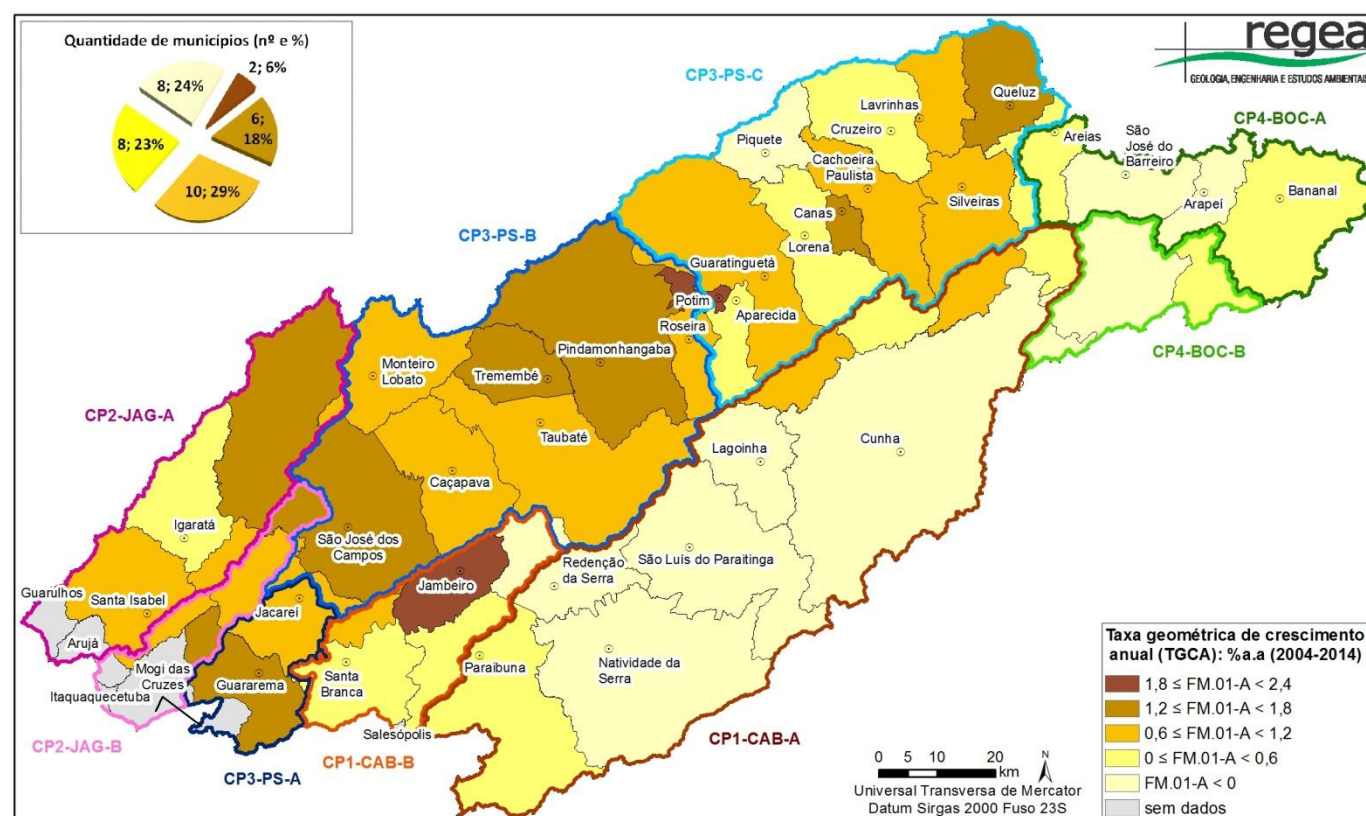 Quantidade de municípios (nº e %)
8; 24%
2; 6%
6;
18%
8; 23%
10; 29%
regea
GEOLOGIA, ENGENHARIA E ESTUDOS AMBIENTAIS
CP3-PS-C
Queluz
Lavrinhas
Cruzeiro
Piquete
CP4-BOC-A
Areias
São
José do
Barreiro
Cachoeira
Paulista
Silveiras
Arapeí
Bananal
Canas
Lorena
CP3-PS-B
Guaratinguetá
Potim
Aparecida
Roseira
CP4-BOC-B
Pindamonhangaba
Tremembé
Monteiro
Lobato
CP2-JAG-A
Taubaté
Lagoinha
Cunha
Caçapava
Igaratá
São José dos
Campos
Redenção
da Serra
São Luís do Paraitinga
Jambeiro
Guarulhos
Santa Isabel
Jacareí
Arujá
Mogi das
Cruzes
Itaquaquecetuba
Guararema
Santa
Branca
Paraibuna
Natividade da
Serra
Salesópolis
CP2-JAG-B
CP3-PS-A
CP1-CAB-B
CP1-CAB-A
Taxa geométrica de crescimento
anual (TGCA): %a.a (2004-2014)
1,8 ≤ FM.01-A < 2,4
1,2 ≤ FM.01-A < 1,8
0,6 ≤ FM.01-A < 1,2
0 ≤ FM.01-A < 0,6
FM.01-A < 0
sem dados
0 5 10 20
km
N
Universal Transversa de Mercator
Datum Sirgas 2000 Fuso 23S